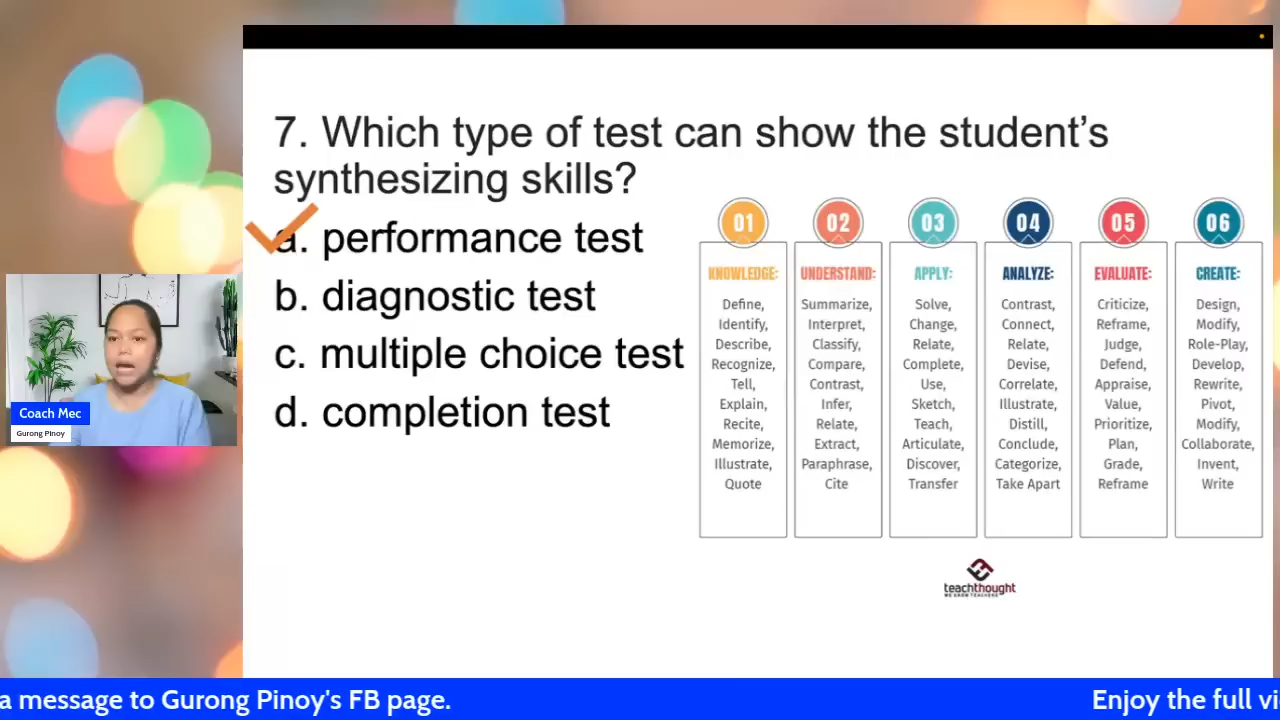 7. Which type of test can show the student's
synthesizing skills?
a. performance test
b. diagnostic test
c. multiple choice test
d. completion test
01
KNOWLEDGE:
Define,
Identify,
Describe,
Recognize,
Tell,
Explain,
Recite,
Memorize,
Illustrate,
Quote
02
UNDERSTAND:
Summarize,
Interpret,
Classify,
Compare,
Contrast,
Infer,
Relate,
Extract,
Paraphrase,
Cite
03
APPLY:
Solve,
Change,
Relate,
Complete,
Use,
Sketch,
Teach,
Articulate,
Discover,
Transfer
04
ANALYZE:
Contrast,
Connect,
Relate,
Devise,
Correlate,
Illustrate,
Distill,
Conclude,
Categorize,
Take Apart
05
EVALUATE:
Criticize,
Reframe,
Judge,
Defend,
Appraise,
Value,
Prioritize,
Plan,
Grade,
Reframe
06
CREATE:
Design,
Modify,
Role-Play,
Develop,
Rewrite,
Pivot,
Modify,
Collaborate,
Invent,
Write
teachthought
WE GROW TEACHERS
Coach Mec
Gurong Pinoy
a message to Gurong Pinoy's FB page.
Enjoy the full vi